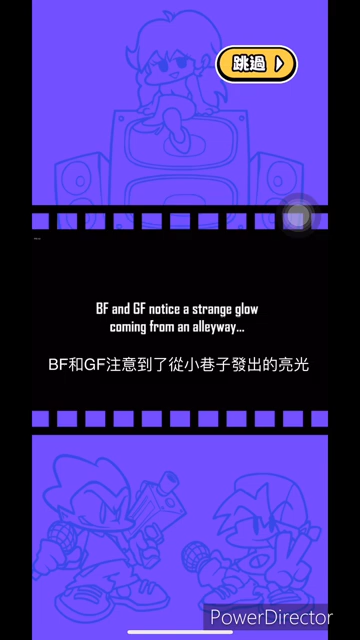 跳過
BF and GF notice a strange glow
coming from an alleyway...
BF和GF注意到了從小巷子發出的亮光
PowerDirector